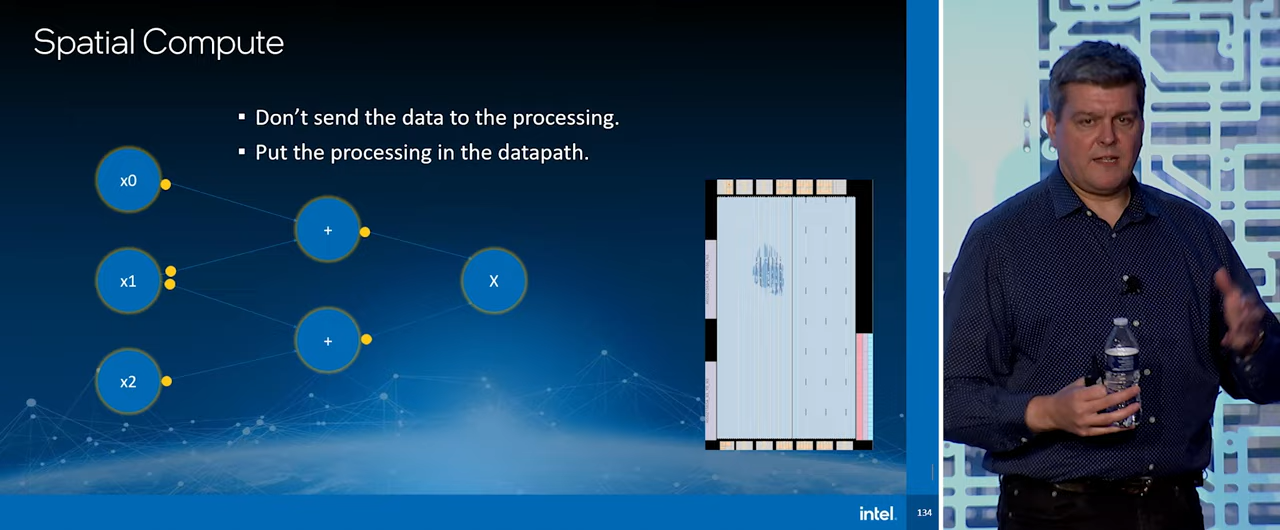 Spatial Compute
▪ Don’t send the data to the processing.
▪ Put the processing in the datapath.
x0
+
x1
X
+
x2
intel.
134